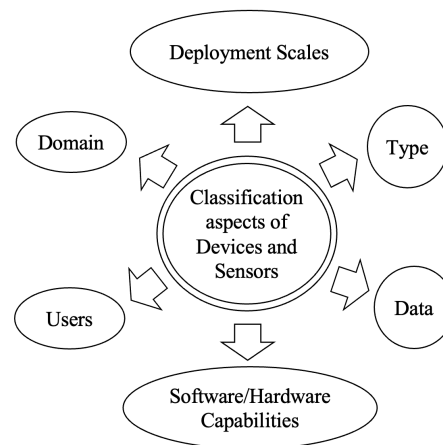 Deployment Scales
Domain
Type
Classification
aspects of
Devices and
Sensors
Users
Data
Software/Hardware
Capabilities